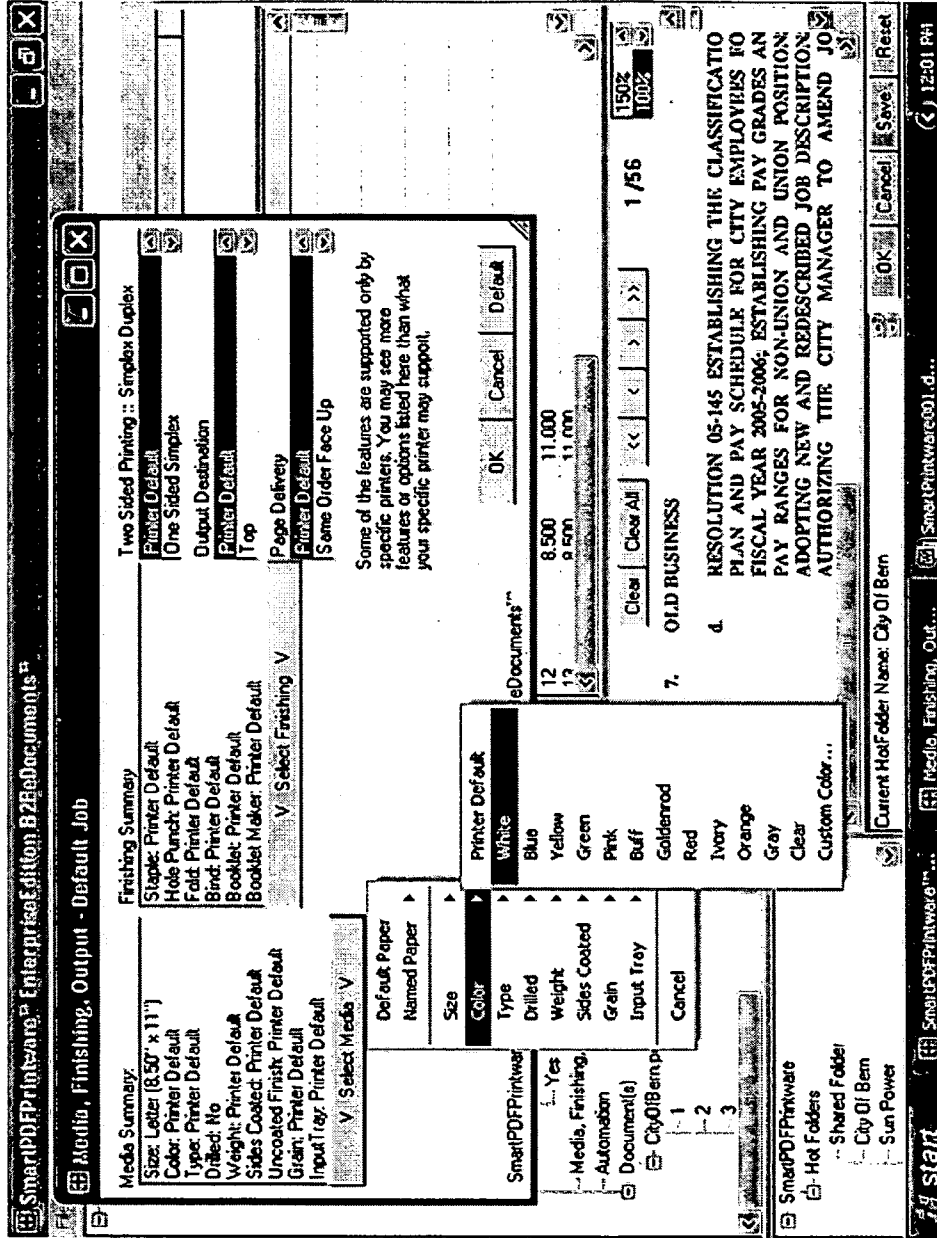 SmartPDFPrintware™ EnterpriseEdition B2BeDocuments™
Media, Finishing, Output - Default Job
Media Summary:
Size: Letter [8.50" x 11"]
Color: Printer Default
Type: Printer Default
Drilled: No
Weight: Printer Default
Sides Coated: Printer Default
Uncoated Finish: Printer Default
Grain: Printer Default
Input Tray: Printer Default
V Select Media V
Finishing Summary
Staple: Printer Default
Hole Punch: Printer Default
Fold: Printer Default
Bind: Printer Default
Booklet: Printer Default
Booklet Maker: Printer Default
V Select Finishing V
Two Sided Printing :: Simplex Duplex
Printer Default
One Sided Simplex
Output Destination
Printer Default
Top
Page Delivery
Printer Default
Same Order Face Up
Some of the features are supported only by
specific printers. You may see more
features or options listed here than what
your specific printer may support.
OK Cancel Default
Default Paper
Named Paper
Size
Color
Type
Drilled
Weight
Sides Coated
Grain
Input Tray
Cancel
Printer Default
White
Blue
Yellow
Green
Pink
Buff
Goldenrod
Red
Ivory
Orange
Gray
Clear
Custom Color...
SmartPDFPrintwar
eDocuments™
Yes
Media, Finishing,
Automation
Document(s)
CityOfBern.p
1
2
3
12 8.500 11.000
13 8.500 11.000
Clear Clear All << < > >> 1 /56 150%
100%
7. OLD BUSINESS
d. RESOLUTION 05-145 ESTABLISHING THE CLASSIFICATIO
PLAN AND PAY SCHEDULE FOR CITY EMPLOYEES FO
FISCAL YEAR 2005-2006; ESTABLISHING PAY GRADES AN
PAY RANGES FOR NON-UNION AND UNION POSITION
ADOPTING NEW AND REDESCRIBED JOB DESCRIPTION
AUTHORIZING THE CITY MANAGER TO AMEND JO
SmartPDFPrintware
Hot Folders
Shared Folder
City Of Bern
Sun Power
Current HotFolder Name: City Of Bern
OK Cancel Save Reset
start SmartPDFPrintware™... Media, Finishing, Out... SmartPrintware001.d... 12:01 PM